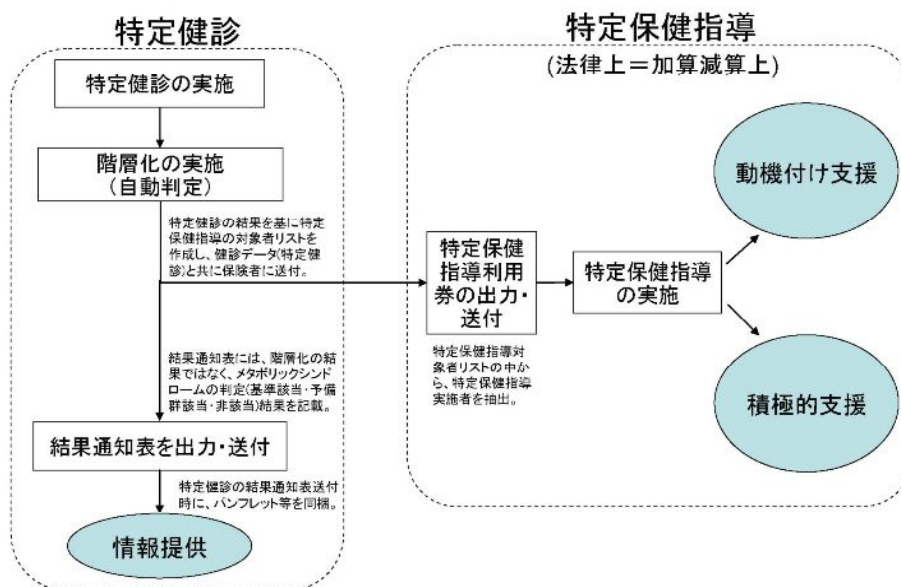 特定健診
特定健診の実施
階層化の実施
(自動判定)
特定健診の結果を基に特定
保健指導の対象者リストを
作成し、健診データ(特定健
診)と共に保険者に送付。
結果通知表には、階層化の結
果ではなく、メタボリックシンド
ロームの判定(基準該当・予備
群該当・非該当)結果を記載。
結果通知表を出力・送付
特定健診の結果通知表送付
時に、パンフレット等を同梱。
情報提供
特定保健指導
(法律上=加算減算上)
特定保健
指導利用
券の出力・
送付
特定保健指導対
象者リストの中か
ら、特定保健指導
実施者を抽出。
特定保健指導
の実施
動機付け支援
積極的支援